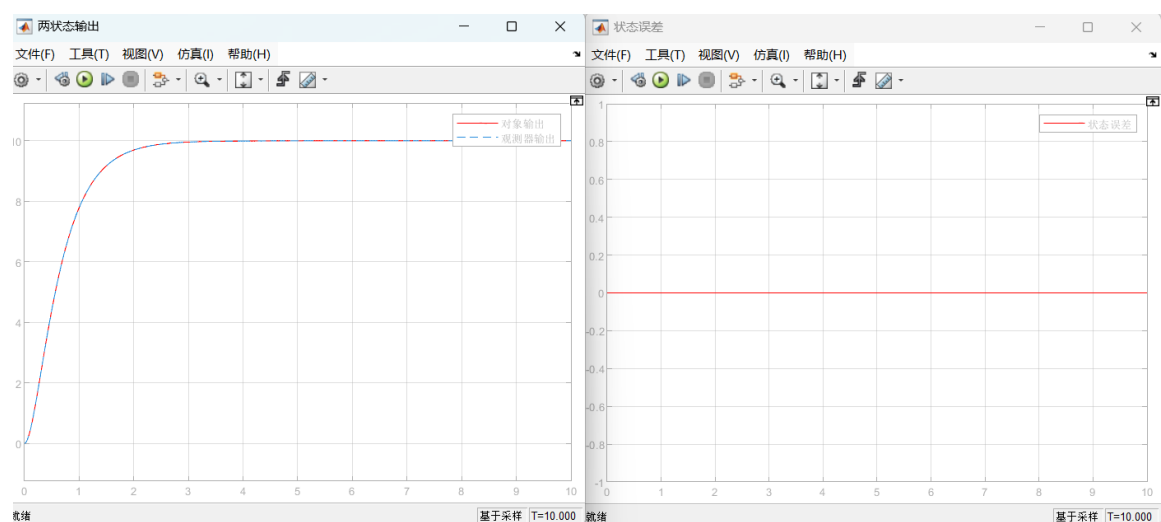 两状态输出
文件(F) 工具(T) 视图(V) 仿真(I) 帮助(H)
对象输出
观测器输出
10
8
6
4
2
0
0 1 2 3 4 5 6 7 8 9 10
就绪
基于采样 T=10.000
状态误差
文件(F) 工具(T) 视图(V) 仿真(I) 帮助(H)
状态误差
1
0.8
0.6
0.4
0.2
0
-0.2
-0.4
-0.6
-0.8
-1
0 1 2 3 4 5 6 7 8 9 10
就绪
基于采样 T=10.000